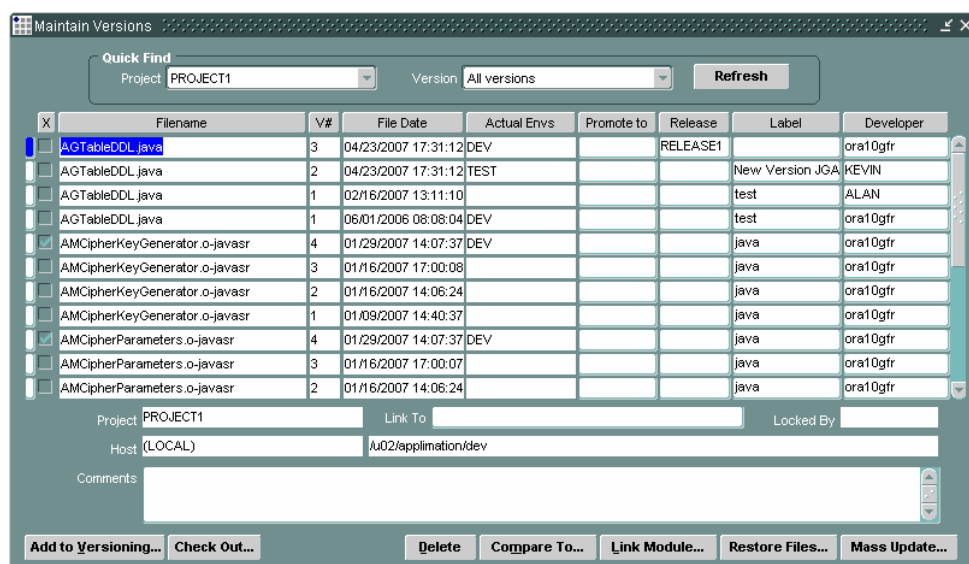 Maintain Versions
Quick Find
Project PROJECT1 Version All versions Refresh
X Filename V# File Date Actual Envs Promote to Release Label Developer
AGTableDDL.java 3 04/23/2007 17:31:12 DEV RELEASE1 ora10gfr
AGTableDDL.java 2 04/23/2007 17:31:12 TEST New Version JGA KEVIN
AGTableDDL.java 1 02/16/2007 13:11:10 test ALAN
AGTableDDL.java 1 06/01/2006 08:08:04 DEV test ora10gfr
AMCipherKeyGenerator.o-javasr 4 01/29/2007 14:07:37 DEV java ora10gfr
AMCipherKeyGenerator.o-javasr 3 01/16/2007 17:00:08 java ora10gfr
AMCipherKeyGenerator.o-javasr 2 01/16/2007 14:06:24 java ora10gfr
AMCipherKeyGenerator.o-javasr 1 01/09/2007 14:40:37 java ora10gfr
AMCipherParameters.o-javasr 4 01/29/2007 14:07:37 DEV java ora10gfr
AMCipherParameters.o-javasr 3 01/16/2007 17:00:07 java ora10gfr
AMCipherParameters.o-javasr 2 01/16/2007 14:06:24 java ora10gfr
Project PROJECT1 Link To Locked By
Host (LOCAL) /u02/applimation/dev
Comments
Add to Versioning... Check Out... Delete Compare To... Link Module... Restore Files... Mass Update...